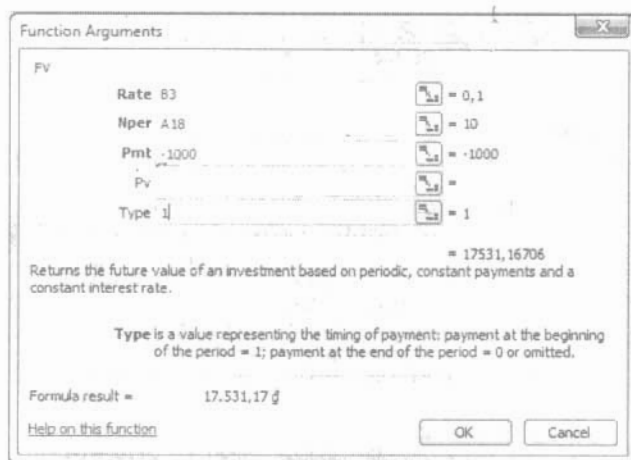 Function Arguments
FV
Rate B3 = 0,1
Nper A18 = 10
Pmt -1000 = -1000
Pv =
Type 1 = 1
= 17531,16706
Returns the future value of an investment based on periodic, constant payments and a
constant interest rate.
Type is a value representing the timing of payment: payment at the beginning
of the period = 1; payment at the end of the period = 0 or omitted.
Formula result = 17.531,17
Help on this function
OK Cancel